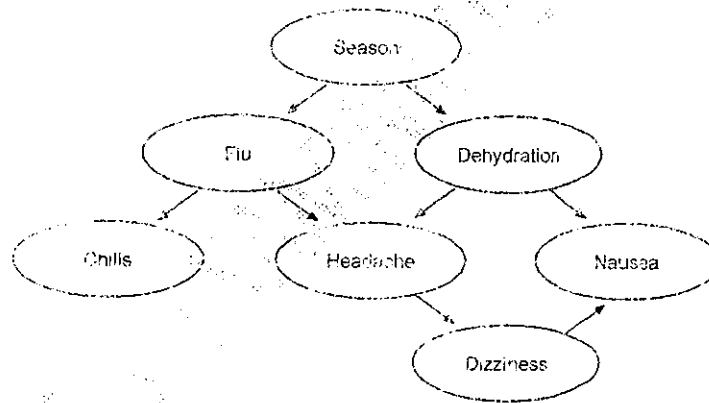 Season
Flu
Dehydration
Chills
Headache
Nausea
Dizziness